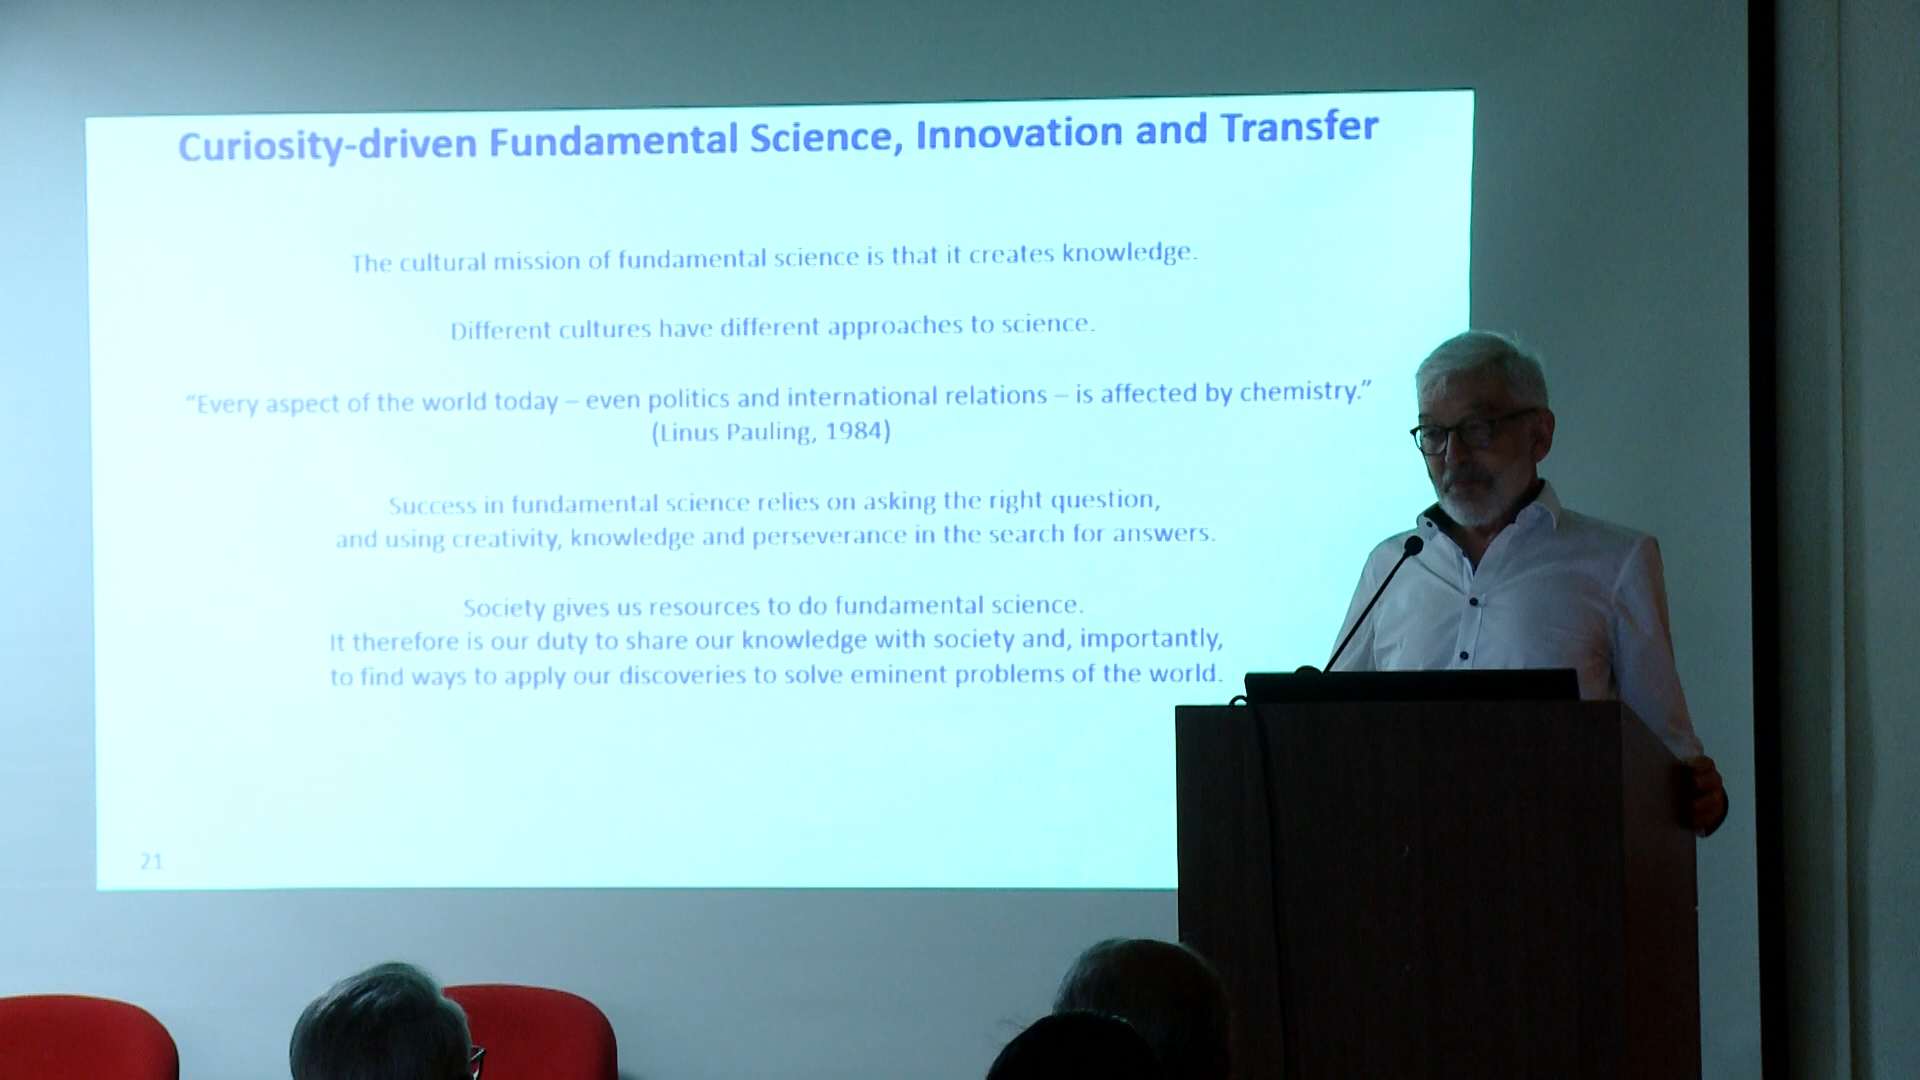 Curiosity-driven Fundamental Science, Innovation and Transfer
The cultural mission of fundamental science is that it creates knowledge.
Different cultures have different approaches to science.
“Every aspect of the world today – even politics and international relations – is affected by chemistry.”
(Linus Pauling, 1984)
Success in fundamental science relies on asking the right question,
and using creativity, knowledge and perseverance in the search for answers.
Society gives us resources to do fundamental science.
It therefore is our duty to share our knowledge with society and, importantly,
to find ways to apply our discoveries to solve eminent problems of the world.
21